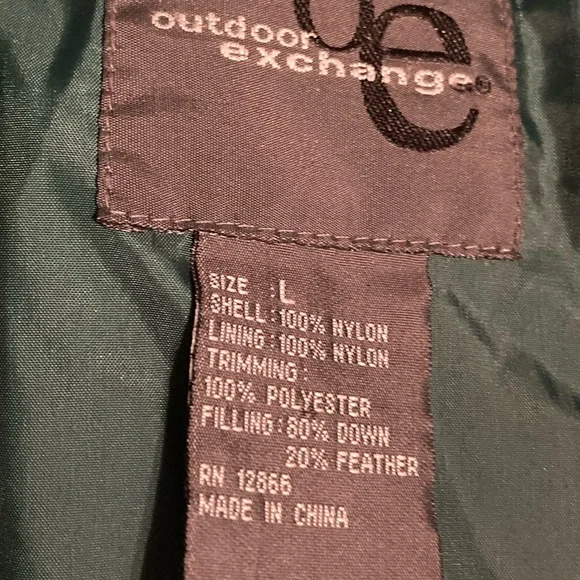 oe
outdoor
exchange®
SIZE : L
SHELL: 100% NYLON
LINING: 100% NYLON
TRIMMING:
100% POLYESTER
FILLING: 80% DOWN
20% FEATHER
RN 12866
MADE IN CHINA